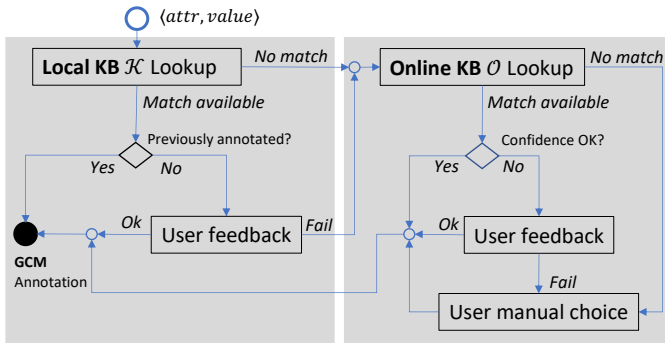 ⟨attr, value⟩
Local KB 𝒦 Lookup
No match
Online KB 𝒪 Lookup
No match
Match available
Match available
Previously annotated?
Confidence OK?
Yes
No
Yes
No
Ok
User feedback
Fail
Ok
User feedback
GCM
Annotation
Fail
User manual choice